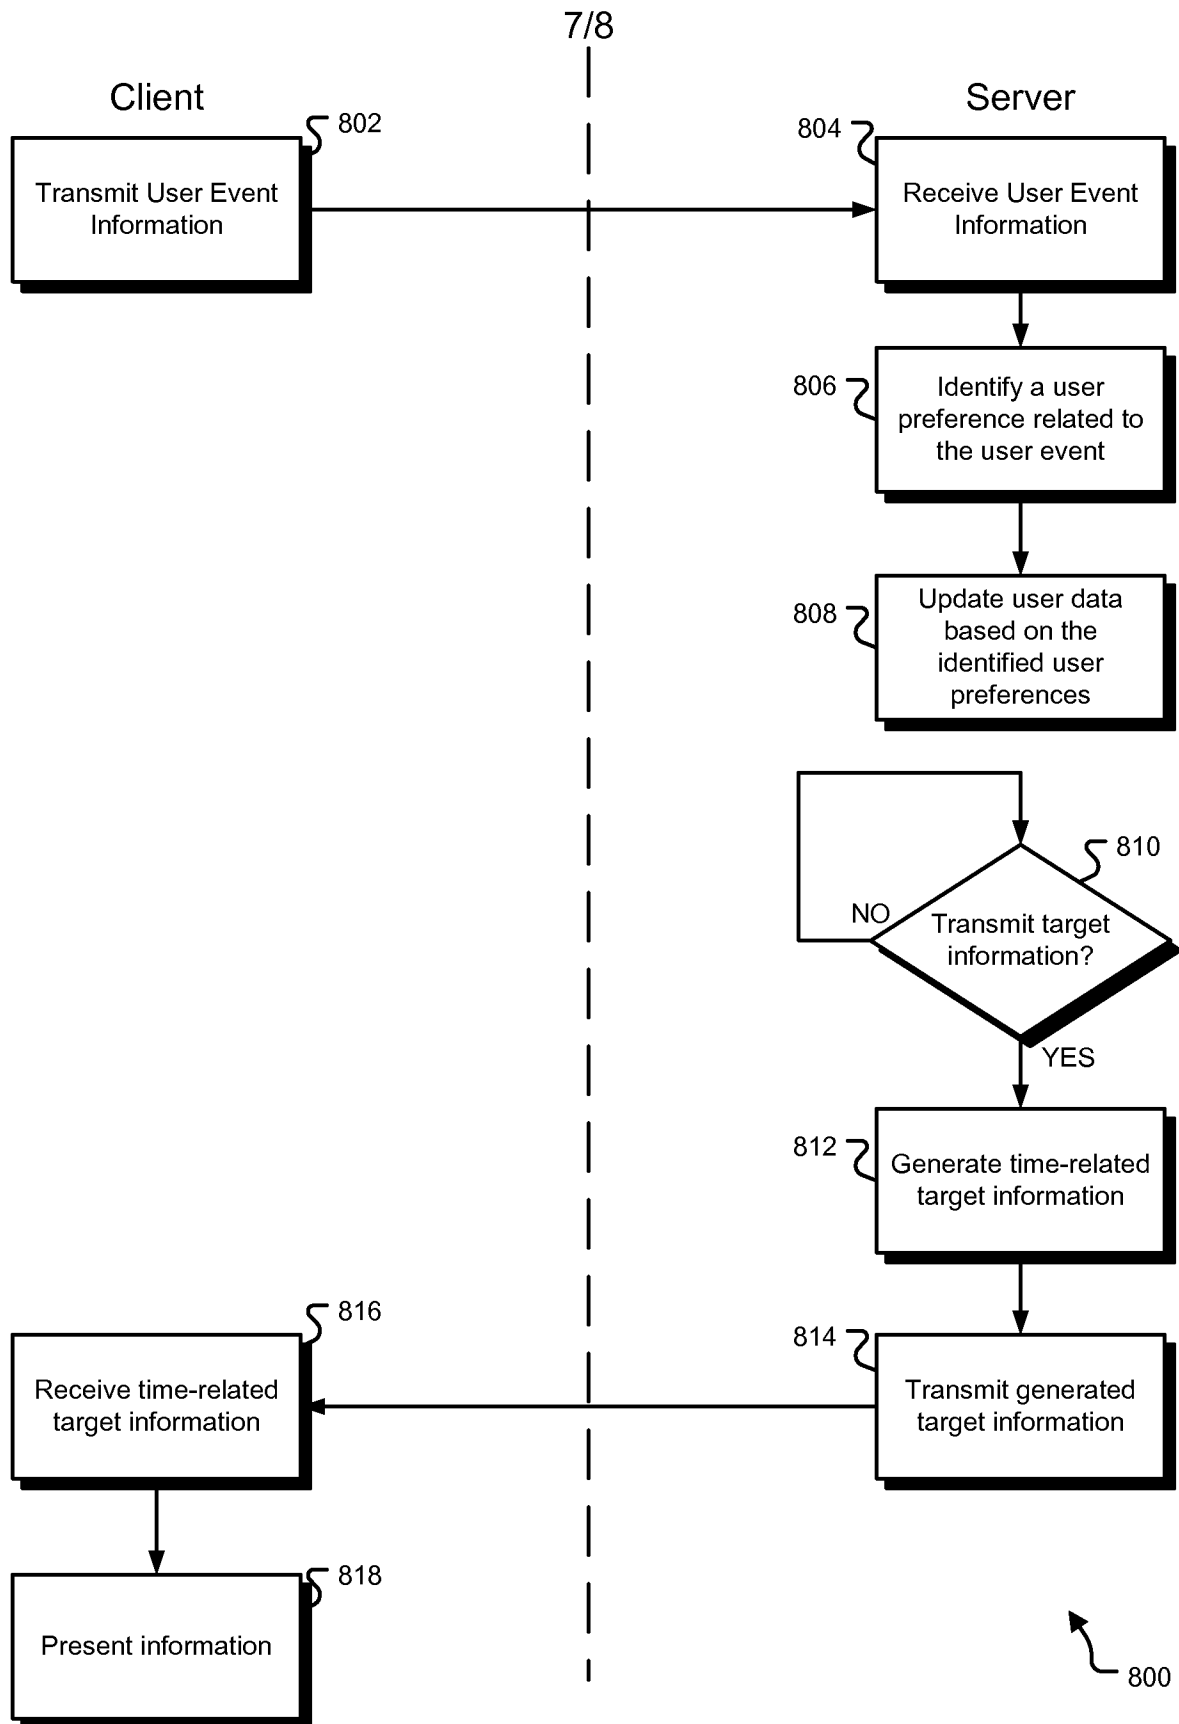 7/8
Client
Server
802
804
Transmit User Event
Information
Receive User Event
Information
806
Identify a user
preference related to
the user event
808
Update user data
based on the
identified user
preferences
810
NO
Transmit target
information?
YES
812
Generate time-related
target information
816
814
Receive time-related
target information
Transmit generated
target information
818
Present information
800